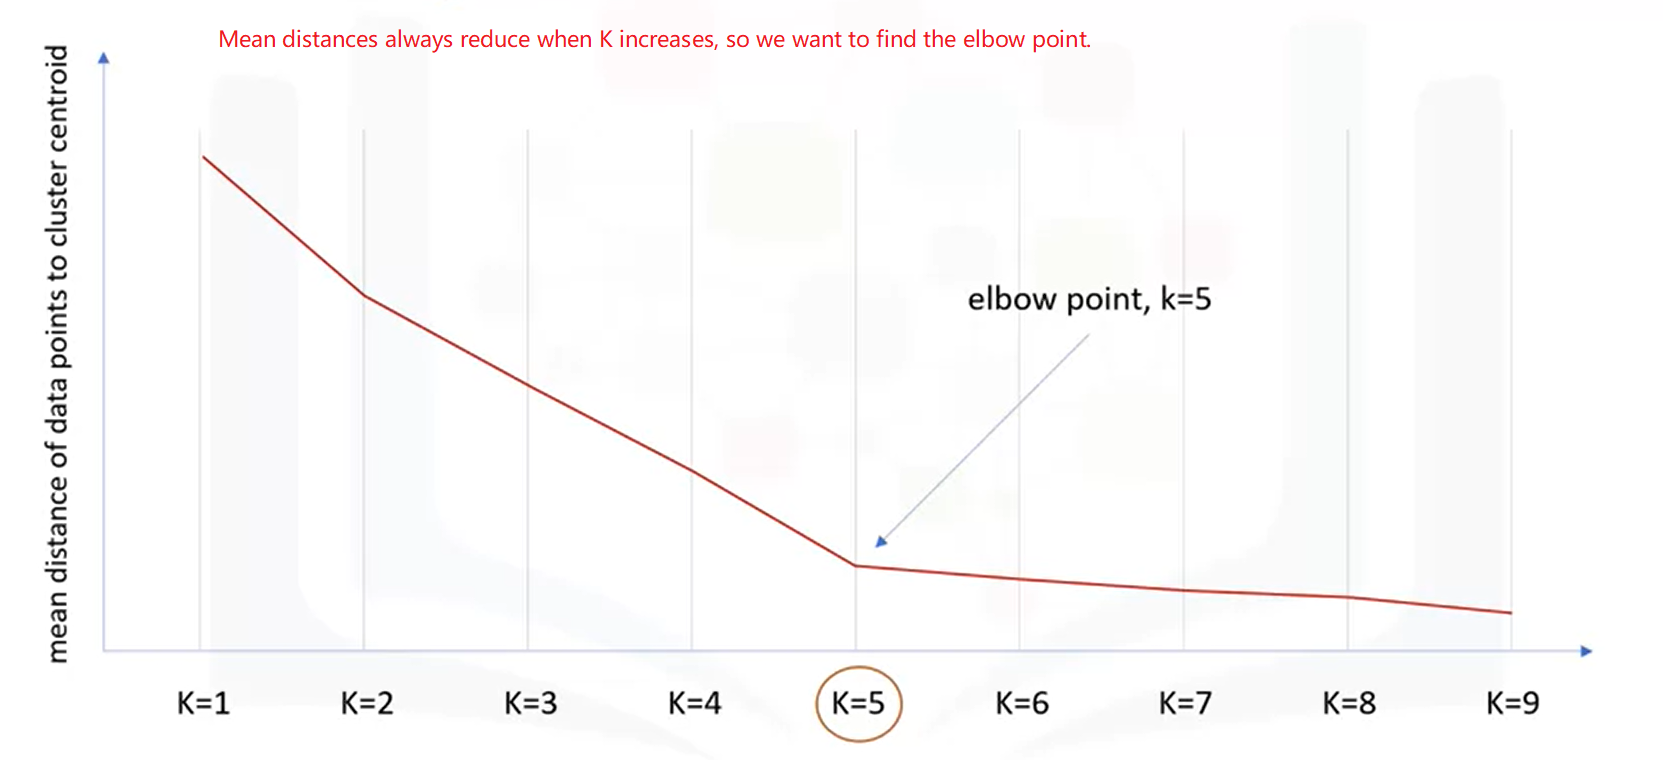 Mean distances always reduce when K increases, so we want to find the elbow point.
mean distance of data points to cluster centroid
elbow point, k=5
K=1
K=2
K=3
K=4
K=5
K=6
K=7
K=8
K=9